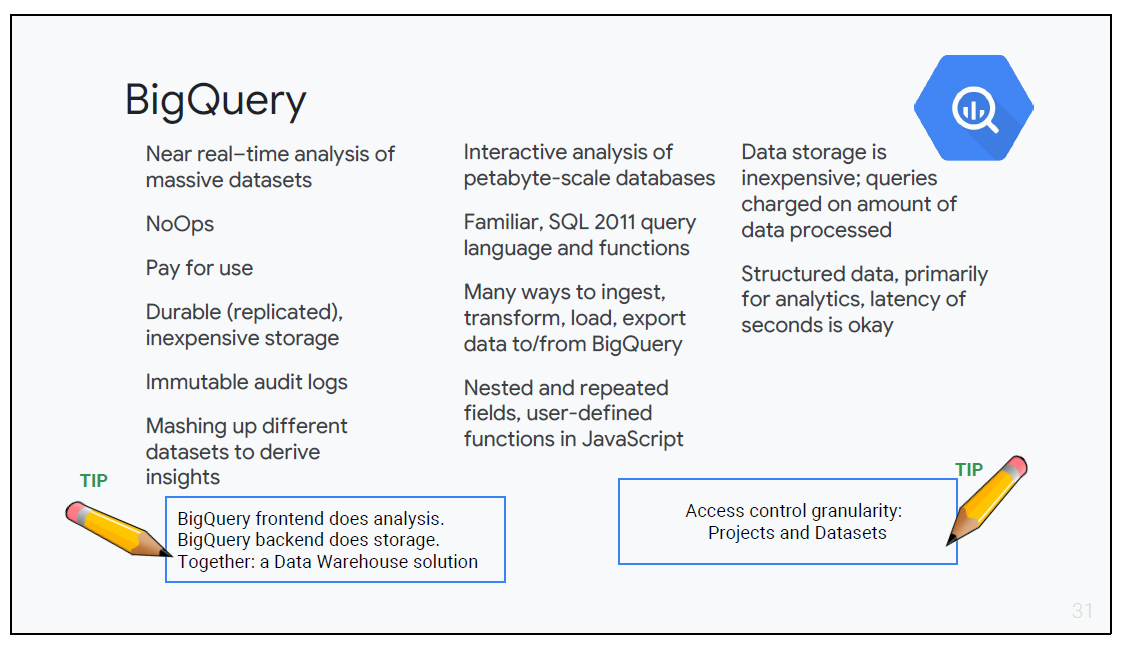 BigQuery
Near real–time analysis of
massive datasets
NoOps
Pay for use
Durable (replicated),
inexpensive storage
Immutable audit logs
Mashing up different
datasets to derive
insights
Interactive analysis of
petabyte-scale databases
Familiar, SQL 2011 query
language and functions
Many ways to ingest,
transform, load, export
data to/from BigQuery
Nested and repeated
fields, user-defined
functions in JavaScript
Data storage is
inexpensive; queries
charged on amount of
data processed
Structured data, primarily
for analytics, latency of
seconds is okay
TIP
BigQuery frontend does analysis.
BigQuery backend does storage.
Together: a Data Warehouse solution
TIP
Access control granularity:
Projects and Datasets
31